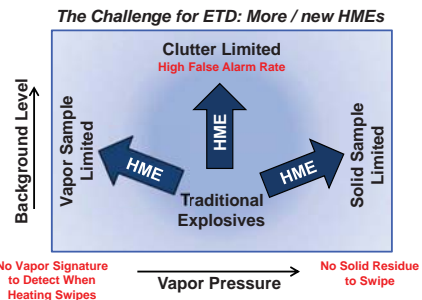 The Challenge for ETD: More / new HMEs
Clutter Limited
High False Alarm Rate
Background Level
Vapor Sample
Limited
HME
HME
HME
Solid Sample
Limited
Traditional
Explosives
No Vapor Signature
to Detect When
Heating Swipes
Vapor Pressure
No Solid Residue
to Swipe